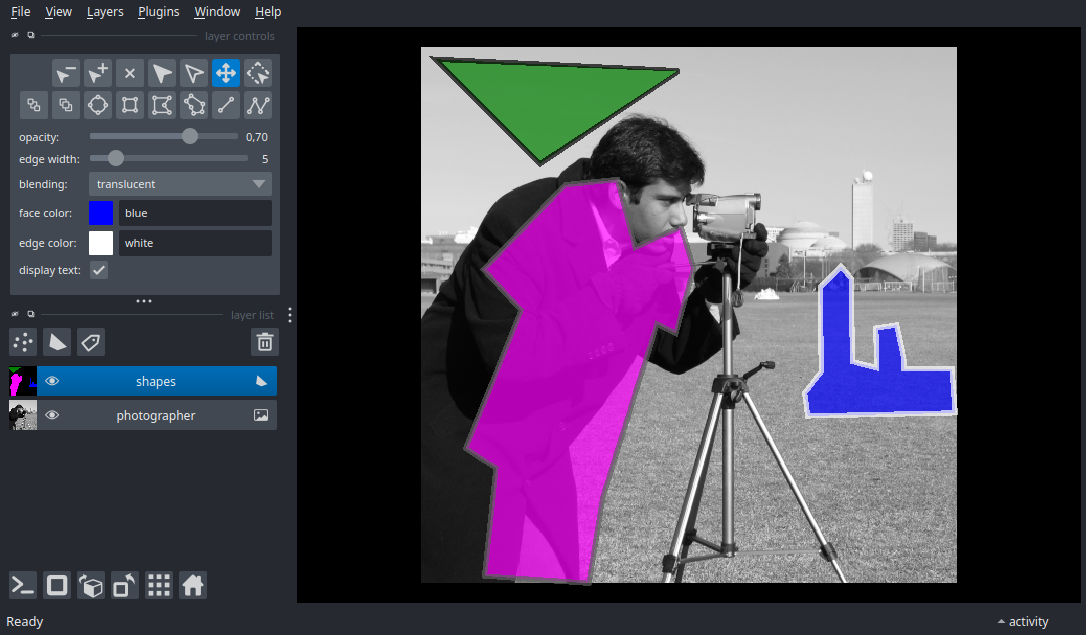 File View Layers Plugins Window Help
layer controls
opacity: 0,70
edge width: 5
blending: translucent
face color: blue
edge color: white
display text:
layer list
shapes
photographer
Ready
activity